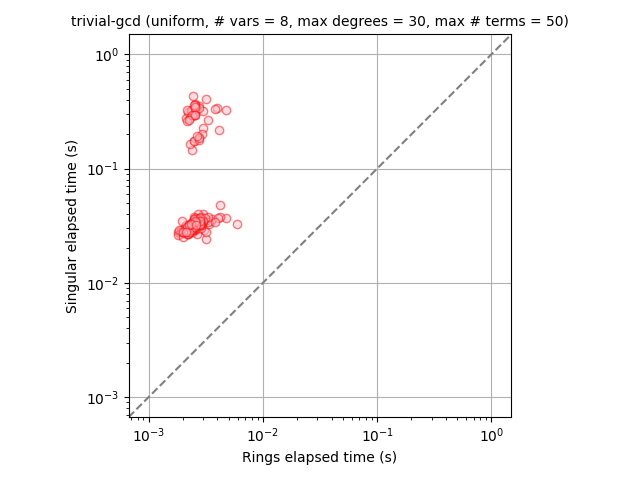 trivial-gcd (uniform, # vars = 8, max degrees = 30, max # terms = 50)
Singular elapsed time (s)
10⁰
10⁻¹
10⁻²
10⁻³
10⁻³ 10⁻² 10⁻¹ 10⁰
Rings elapsed time (s)